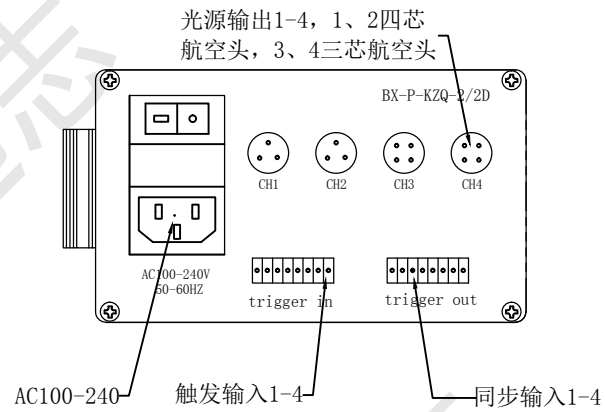 光源输出1-4，1、2四芯
航空头，3、4三芯航空头
BX-P-KZQ-2/2D
CH1
CH2
CH3
CH4
AC100-240V
50-60HZ
trigger in
trigger out
AC100-240
触发输入1-4
同步输入1-4